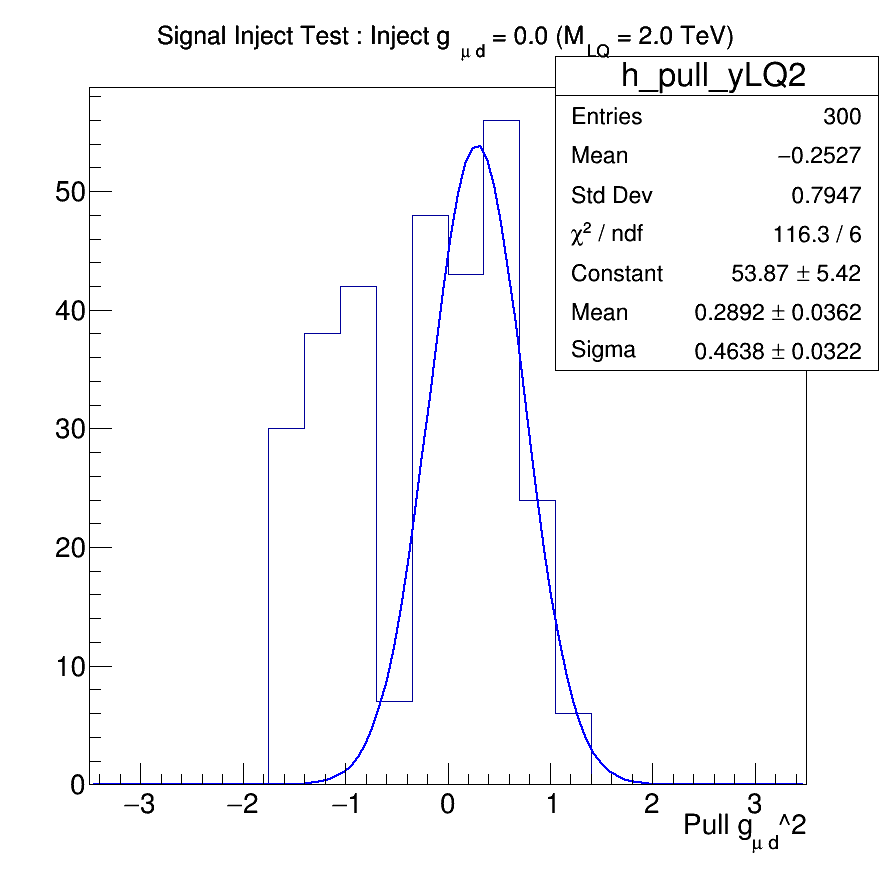 Signal Inject Test : Inject g μ d = 0.0 (M LQ = 2.0 TeV)
h_pull_yLQ2
Entries 300
Mean −0.2527
Std Dev 0.7947
χ² / ndf 116.3 / 6
Constant 53.87 ± 5.42
Mean 0.2892 ± 0.0362
Sigma 0.4638 ± 0.0322
50
40
30
20
10
0
−3 −2 −1 0 1 2 3
Pull g μ d ^2